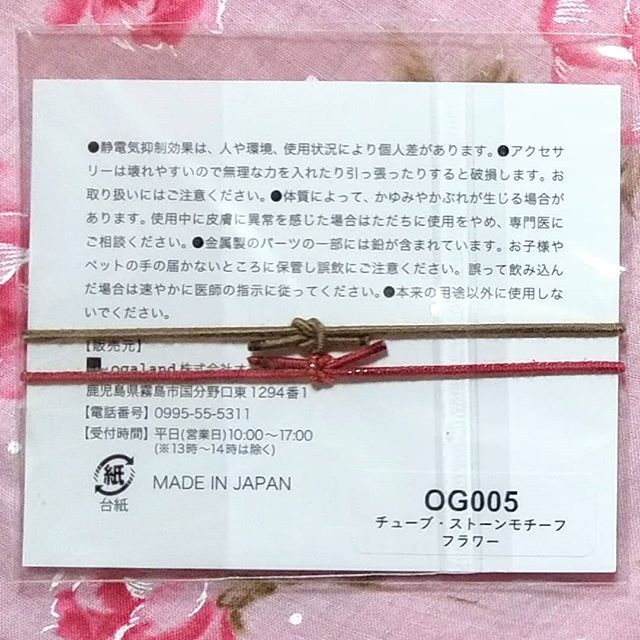 ●静電気抑制効果は、人や環境、使用状況により個人差があります。●アクセサ
リーは壊れやすいので無理な力を入れたり引っ張ったりすると破損します。お
取り扱いにはご注意ください。●体質によって、かゆみやかぶれが生じる場合が
あります。使用中に皮膚に異常を感じた場合はただちに使用をやめ、専門医に
ご相談ください。●金属製のパーツの一部には鉛が含まれています。お子様や
ペットの手の届かないところに保管し誤飲にご注意ください。誤って飲み込ん
だ場合は速やかに医師の指示に従ってください。●本来の用途以外に使用しな
いでください。
【販売元】
ogaland株式会社オ
鹿児島県霧島市国分野口東1294番1
【電話番号】0995-55-5311
【受付時間】平日(営業日)10:00〜17:00
(※13時〜14時は除く)
紙
台紙
MADE IN JAPAN
OG005
チューブ・ストーンモチーフ
フラワー